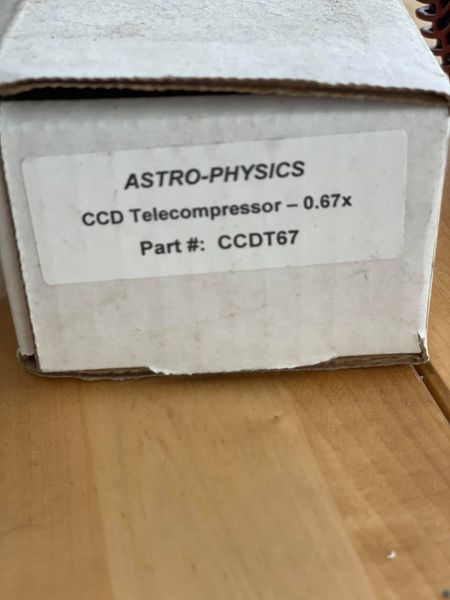 ASTRO-PHYSICS
CCD Telecompressor – 0.67x
Part #: CCDT67